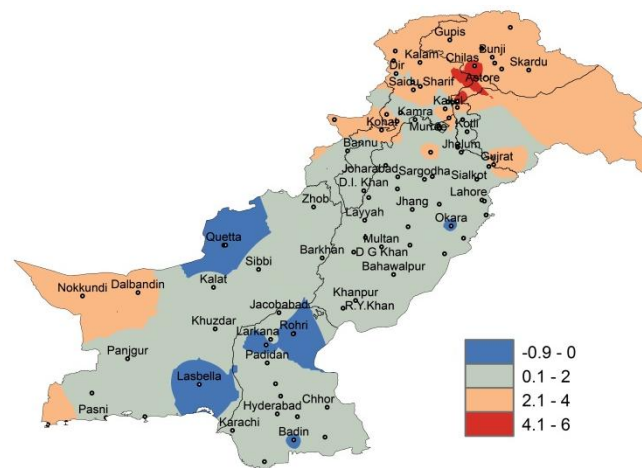 Gupis
Kalam
Chilas
Bunji
Dir
Skardu
Astore
Saidu Sharif
Kakul
Kamra
Kohat
Murree
Kotli
Bannu
Jhelum
Gujrat
Joharabad
Sargodha
Sialkot
D.I. Khan
Zhob
Jhang
Lahore
Layyah
Okara
Quetta
Multan
Barkhan
D G Khan
Sibbi
Bahawalpur
Kalat
Nokkundi
Dalbandin
Khanpur
Jacobabad
R.Y.Khan
Khuzdar
Rohri
Larkana
Panjgur
Padidan
Lasbella
Pasni
Hyderabad
Chhor
Karachi
Badin
-0.9 - 0
0.1 - 2
2.1 - 4
4.1 - 6